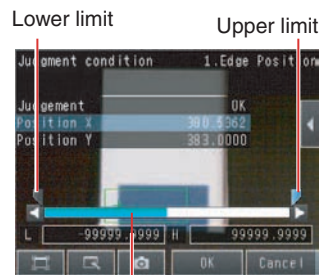 Lower limit
Upper limit
Judgment condition 1.Edge Position
Judgement OK
Position X 380.5362
Position Y 383.0000
L -99999.9999 H 99999.9999
OK Cancel